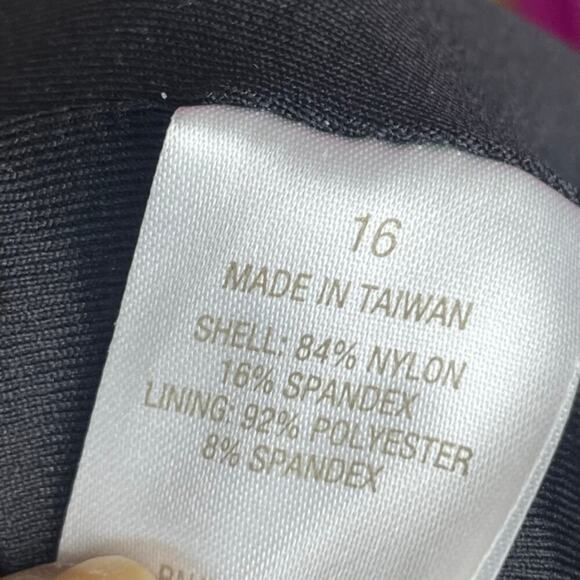 16
MADE IN TAIWAN
SHELL: 84% NYLON
16% SPANDEX
LINING: 92% POLYESTER
8% SPANDEX